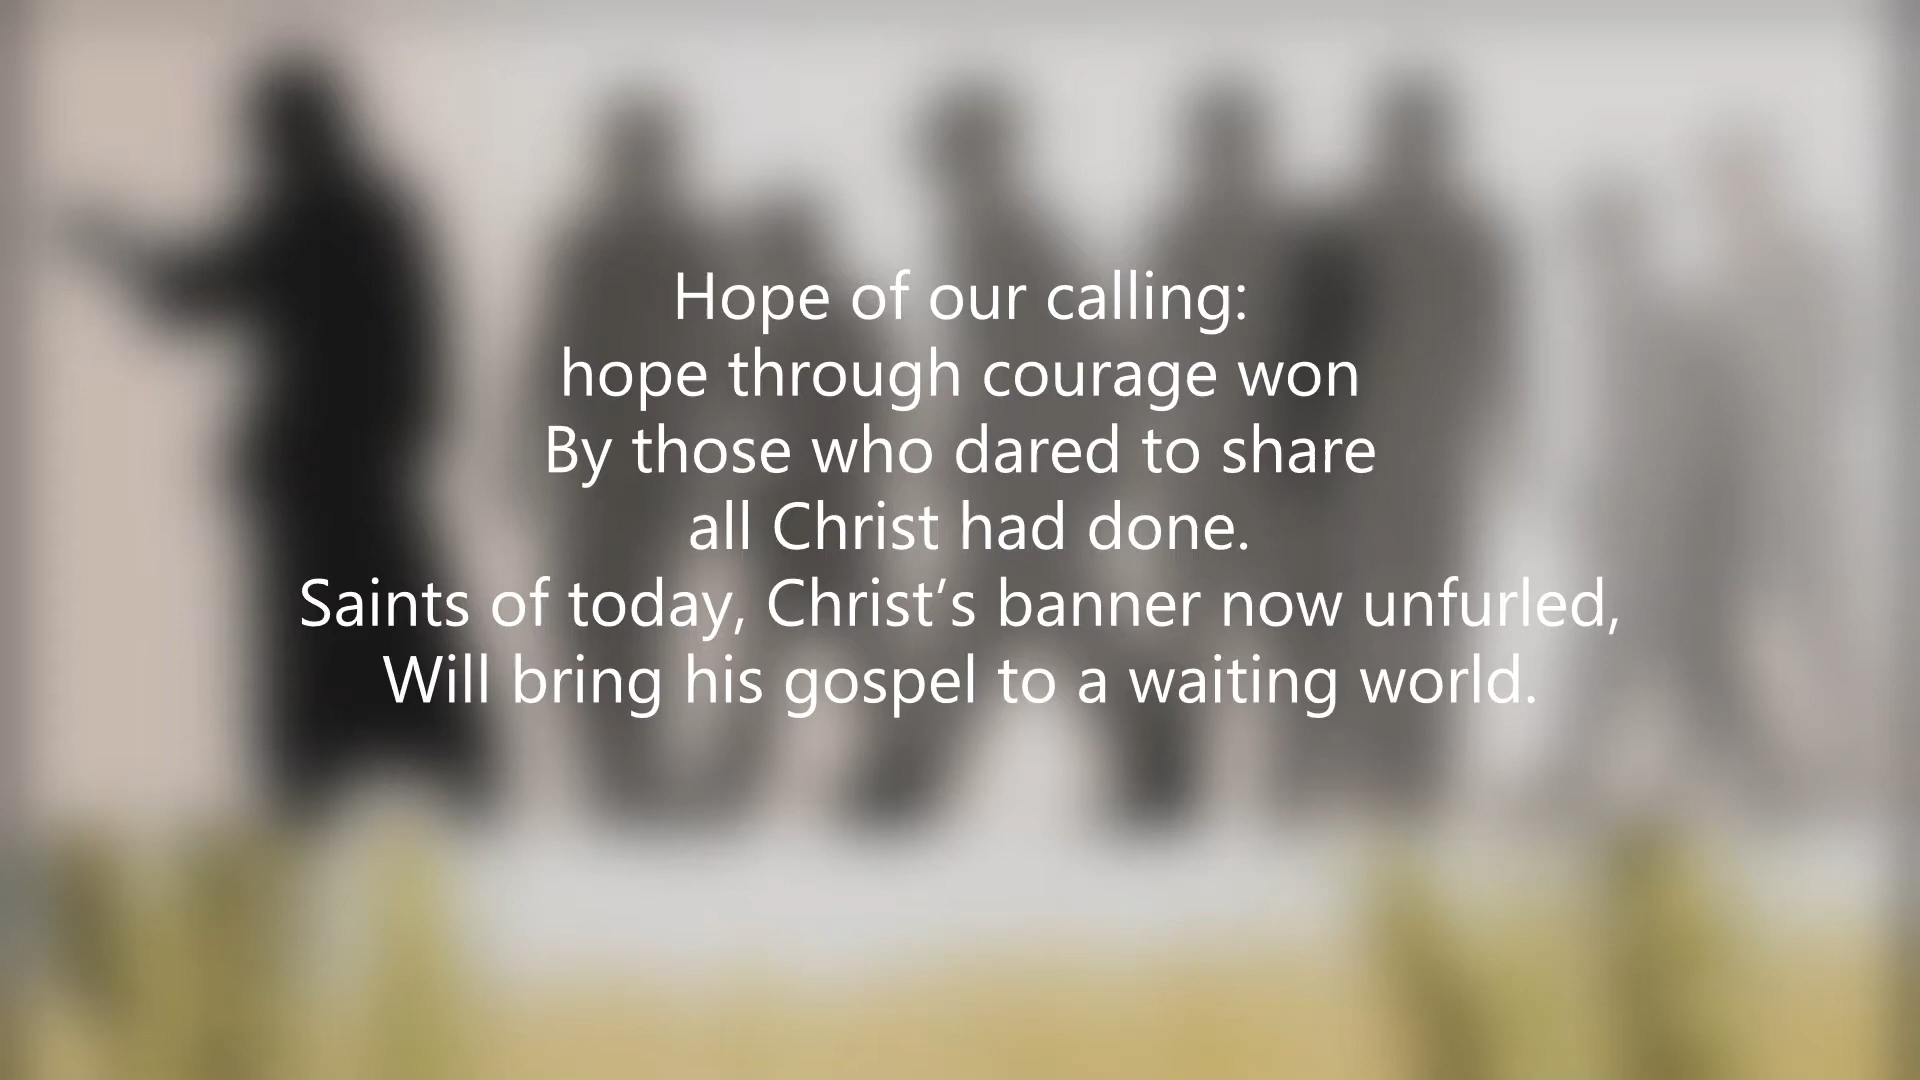 Hope of our calling:
hope through courage won
By those who dared to share
all Christ had done.
Saints of today, Christ’s banner now unfurled,
Will bring his gospel to a waiting world.